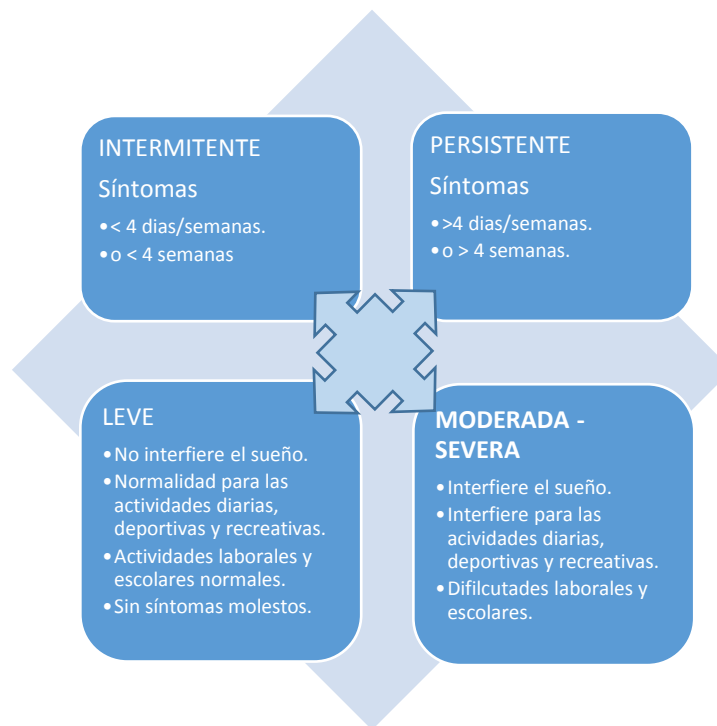 INTERMITENTE
Síntomas
•< 4 dias/semanas.
•o < 4 semanas
PERSISTENTE
Síntomas
•>4 dias/semanas.
•o > 4 semanas.
LEVE
•No interfiere el sueño.
•Normalidad para las
actividades diarias,
deportivas y recreativas.
•Actividades laborales y
escolares normales.
•Sin síntomas molestos.
MODERADA -
SEVERA
•Interfiere el sueño.
•Interfiere para las
acividades diarias,
deportivas y recreativas.
•Difilcutades laborales y
escolares.